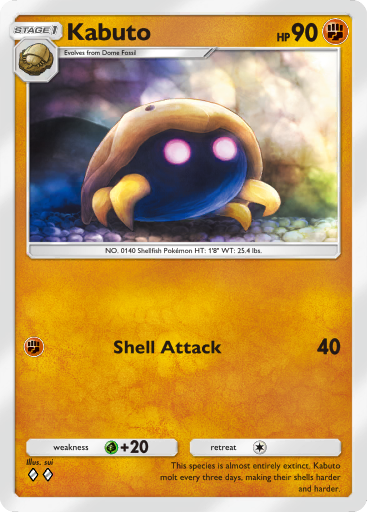 STAGE 1
Kabuto
HP 90
Evolves from Dome Fossil
NO. 0140 Shellfish Pokémon HT: 1'8" WT: 25.4 lbs.
Shell Attack 40
weakness +20 retreat
Illus. sui
This species is almost entirely extinct. Kabuto
molt every three days, making their shells harder
and harder.